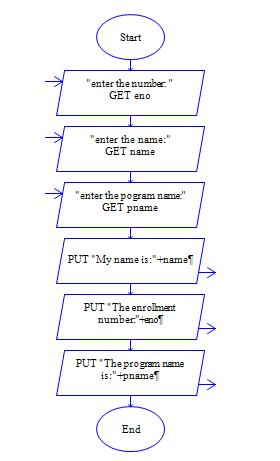 Start
"enter the number: "
GET eno
"enter the name:"
GET name
"enter the pogram name:"
GET pname
PUT "My name is:"+name¶
PUT "The enrollment
number:"+eno¶
PUT "The program name
is:"+pname¶
End